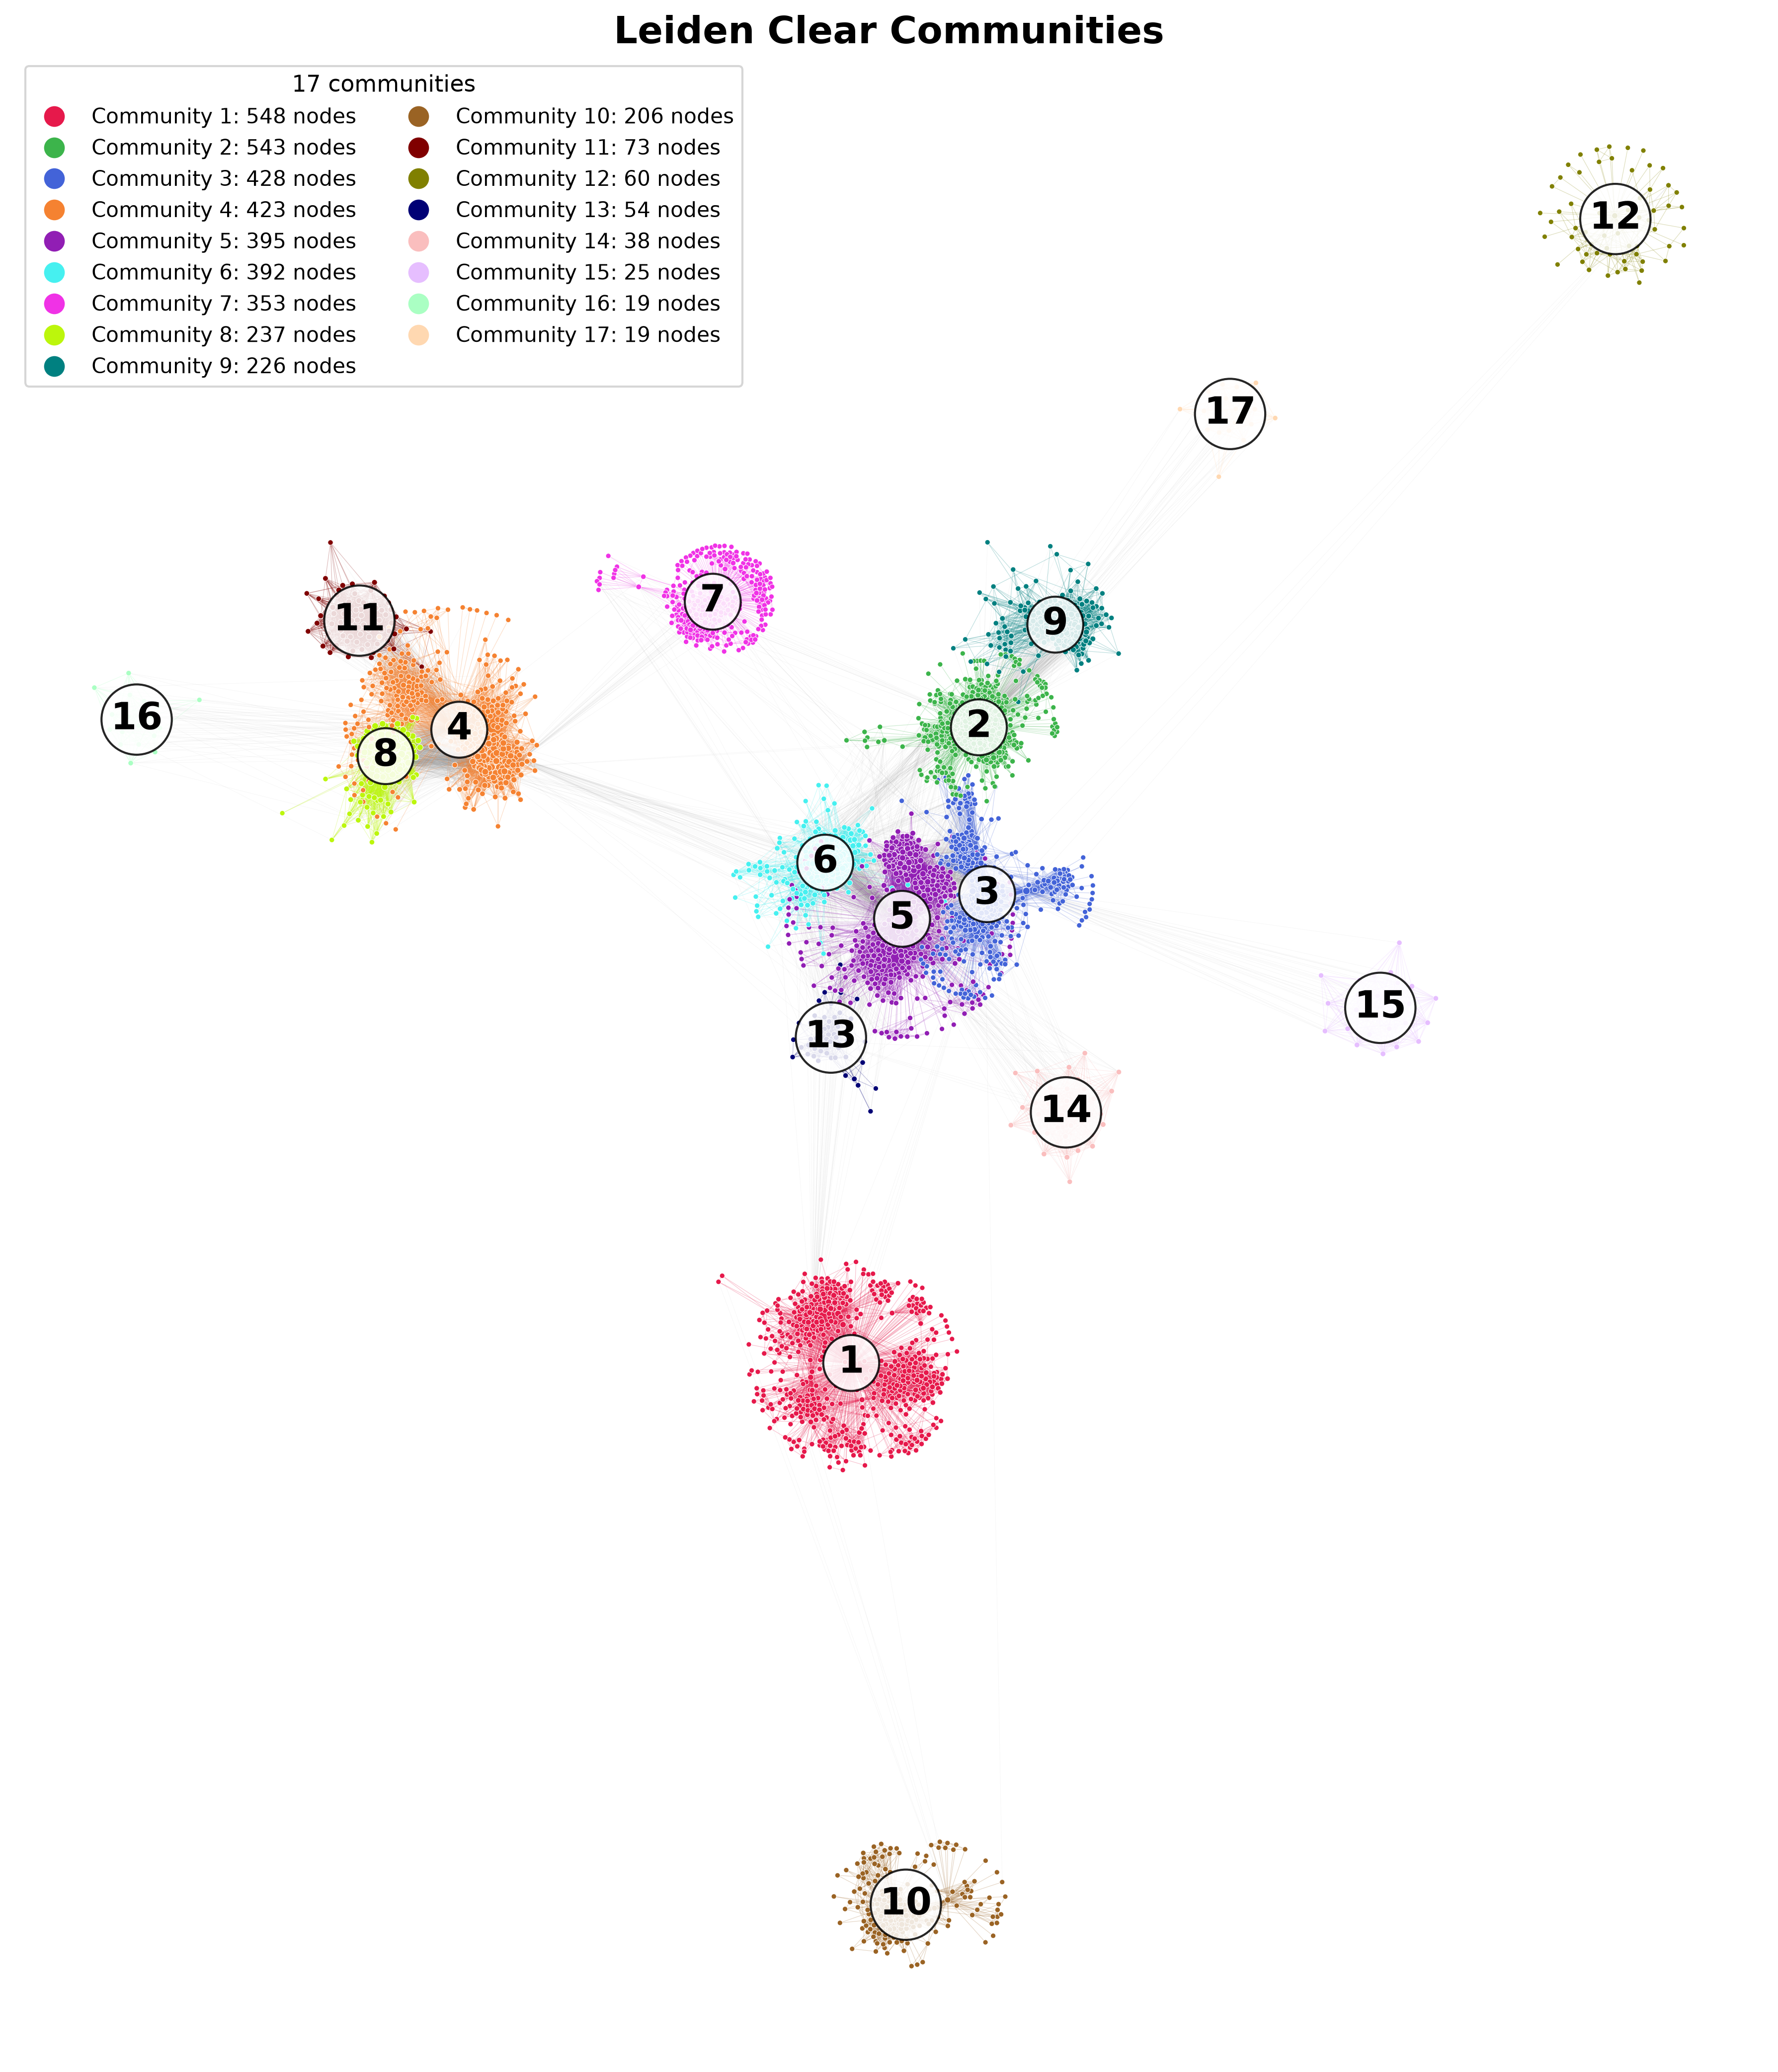 Leiden Clear Communities
17 communities
Community 1: 548 nodes
Community 2: 543 nodes
Community 3: 428 nodes
Community 4: 423 nodes
Community 5: 395 nodes
Community 6: 392 nodes
Community 7: 353 nodes
Community 8: 237 nodes
Community 9: 226 nodes
Community 10: 206 nodes
Community 11: 73 nodes
Community 12: 60 nodes
Community 13: 54 nodes
Community 14: 38 nodes
Community 15: 25 nodes
Community 16: 19 nodes
Community 17: 19 nodes
12
17
7
11
9
16
4
2
8
6
3
5
15
13
14
1
10